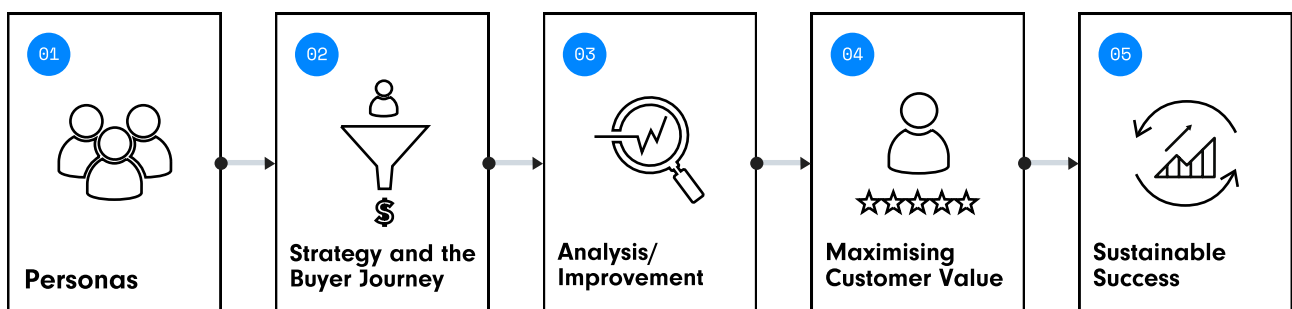 01
Personas
02
$
Strategy and the
Buyer Journey
03
Analysis/
Improvement
04
Maximising
Customer Value
05
Sustainable
Success